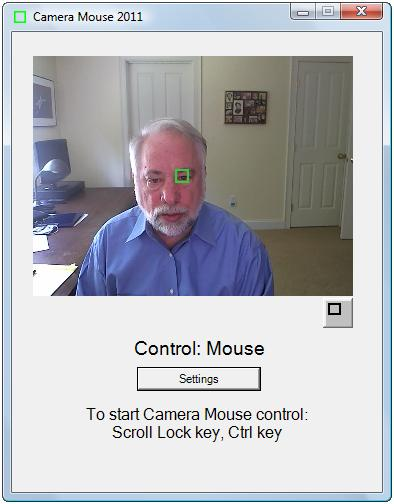 Camera Mouse 2011
Control: Mouse
Settings
To start Camera Mouse control:
Scroll Lock key, Ctrl key